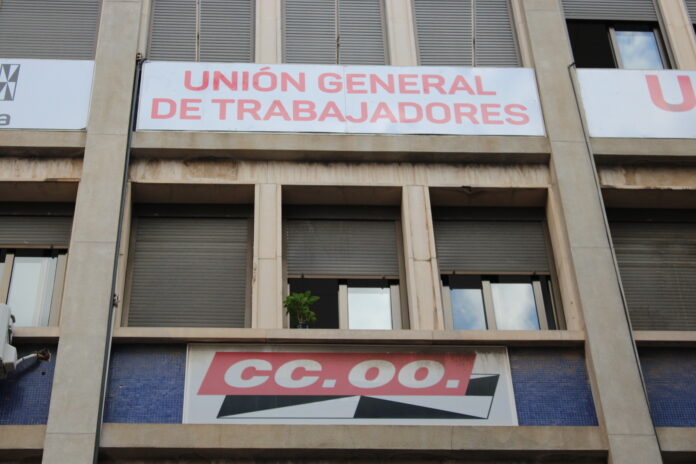 UNIÓN GENERAL
DE TRABAJADORES
a
U
CC.OO.